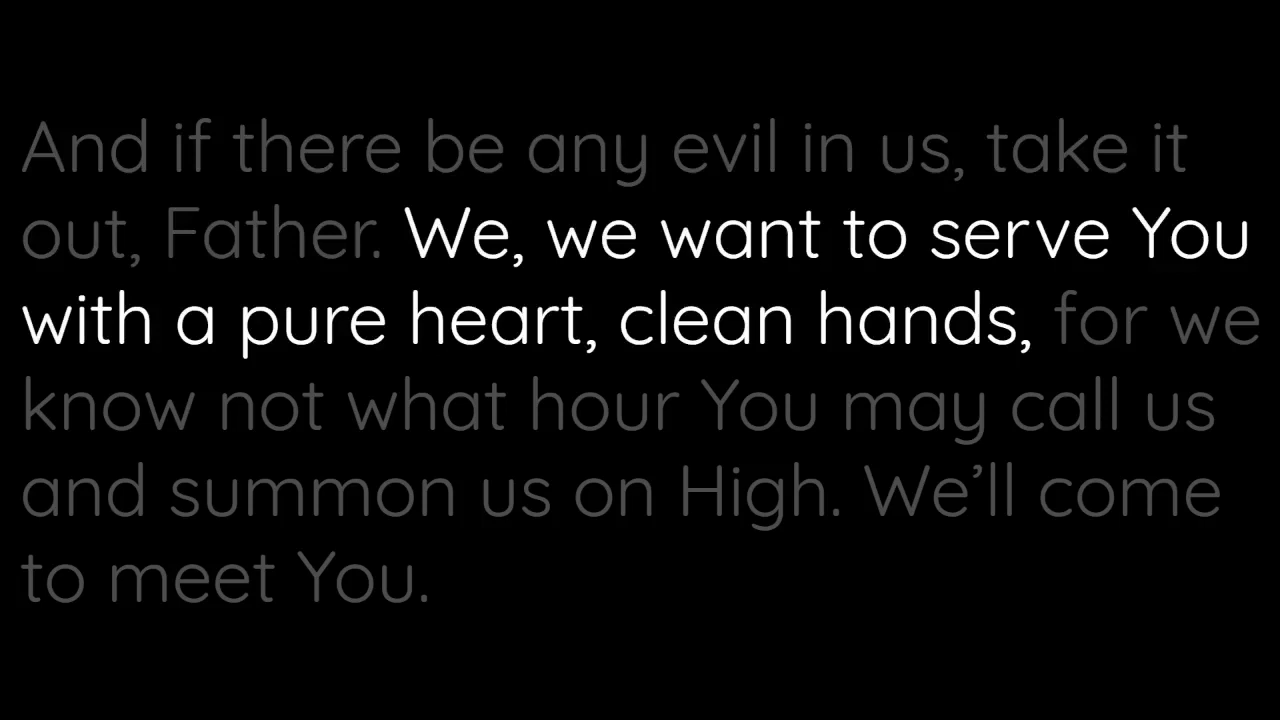 And if there be any evil in us, take it
out, Father. We, we want to serve You
with a pure heart, clean hands, for we
know not what hour You may call us
and summon us on High. We’ll come
to meet You.